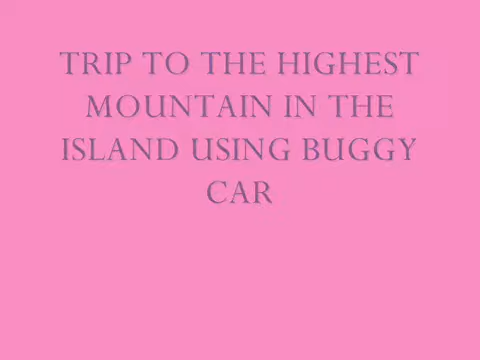 TRIP TO THE HIGHEST
MOUNTAIN IN THE
ISLAND USING BUGGY
CAR